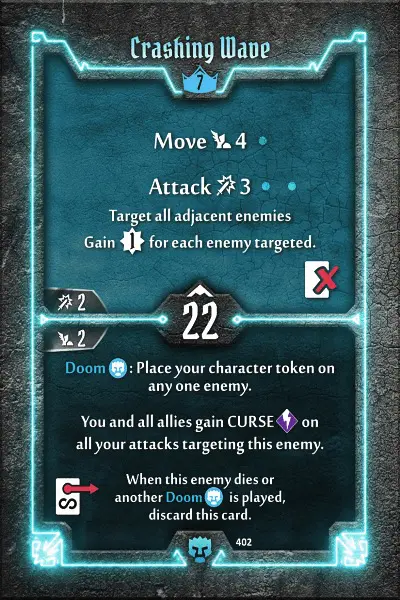 Crashing Wave
7
Move 4
Attack 3
Target all adjacent enemies
Gain 1 for each enemy targeted.
2
22
2
Doom : Place your character token on
any one enemy.
You and all allies gain CURSE on
all your attacks targeting this enemy.
When this enemy dies or
another Doom is played,
discard this card.
S
402